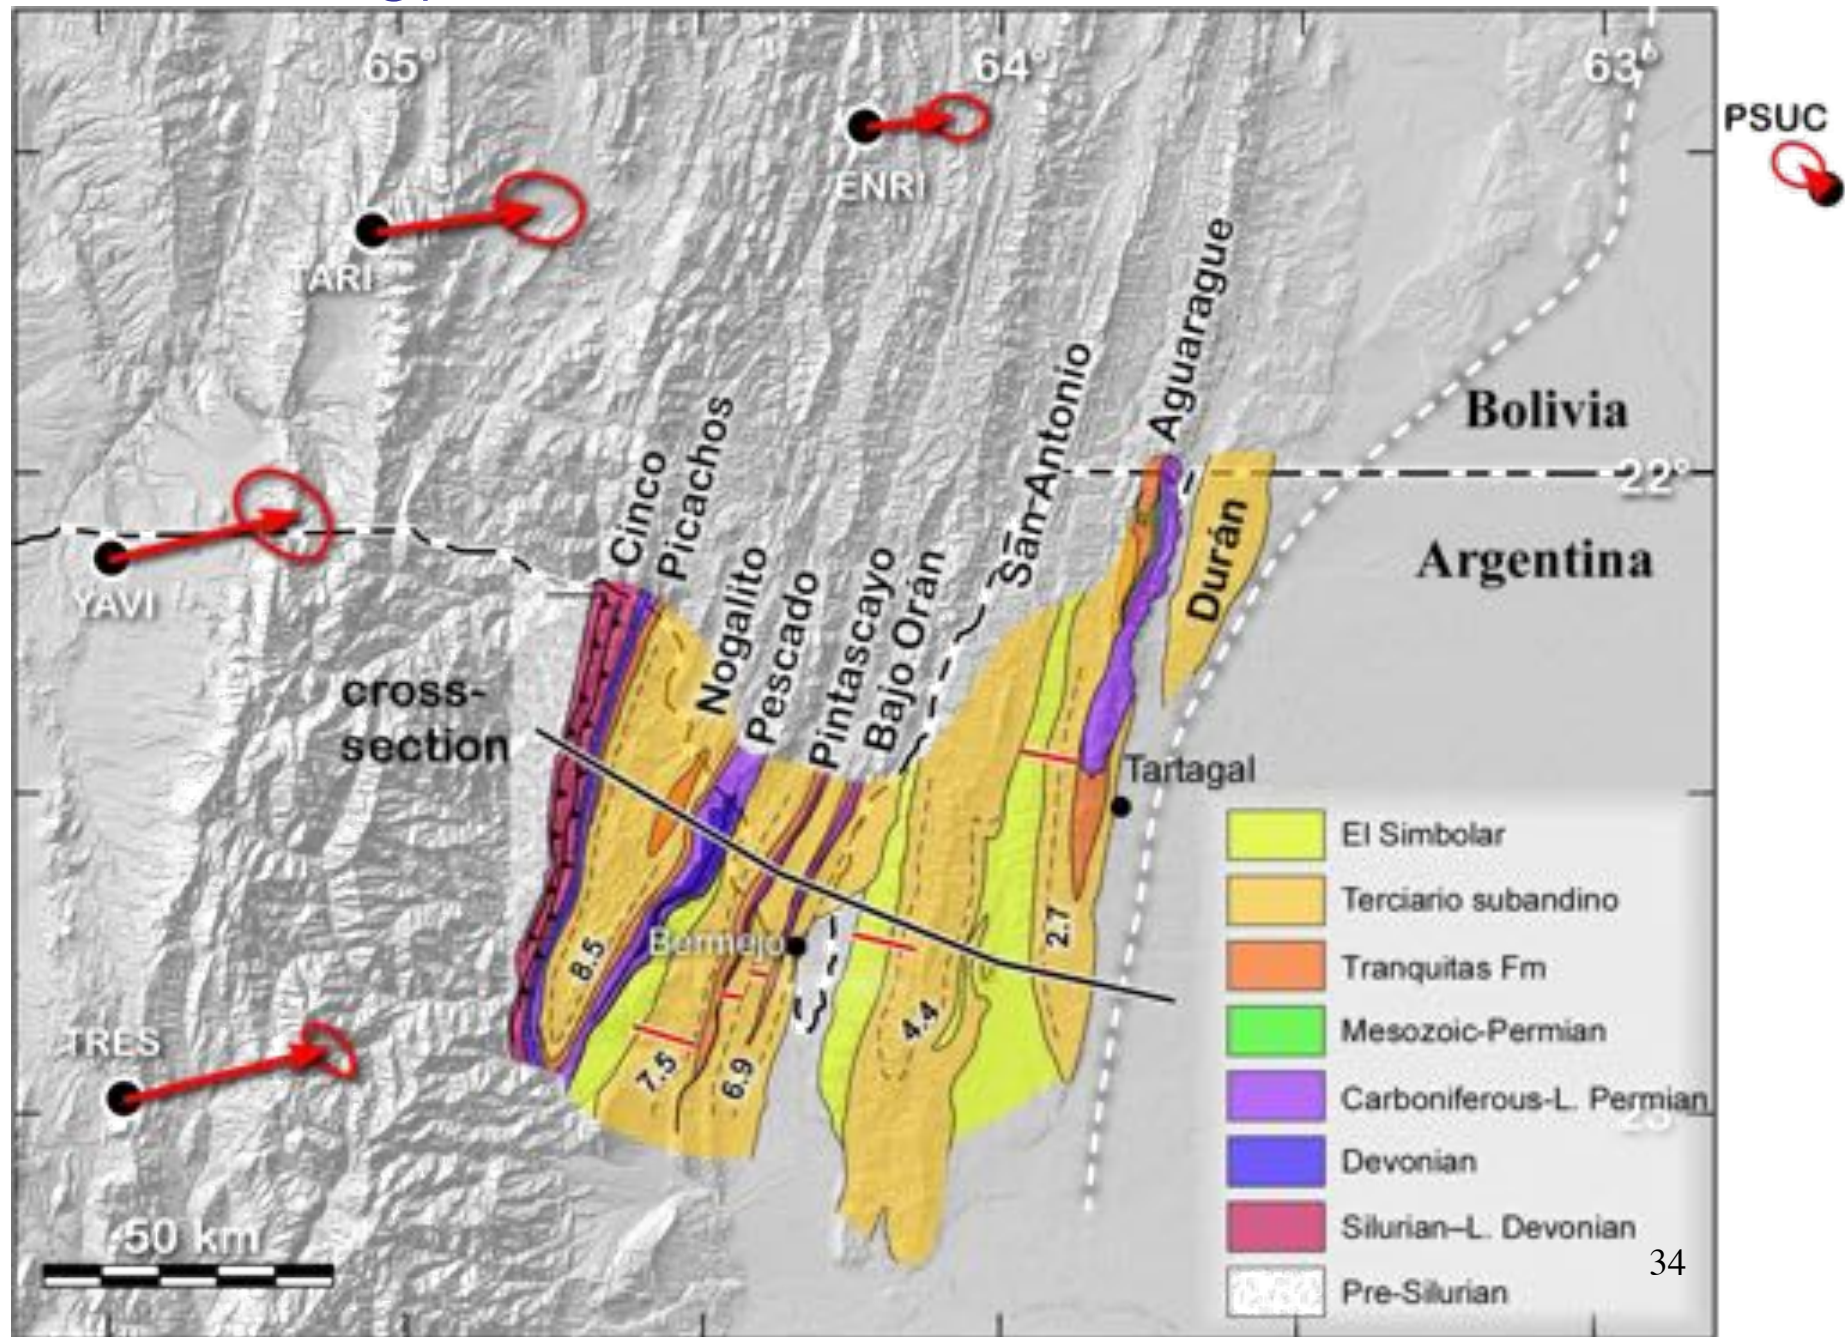 65°
64°
63°
PSUC
ENRI
TARI
Aguarague
San Antonio
Bolivia
22°
Cinco
Picachos
Durán
Argentina
YAVI
Nogalito
Pescado
Pintascayo
Bajo Orán
cross-
section
Tartagal
El Simbolar
Terciario subandino
2.7
Bermejo
8.5
Tranquitas Fm
4.4
Mesozoic-Permian
TRES
7.5
6.9
Carboniferous-L. Permian
23
Devonian
50 km
Silurian–L. Devonian
34
Pre-Silurian